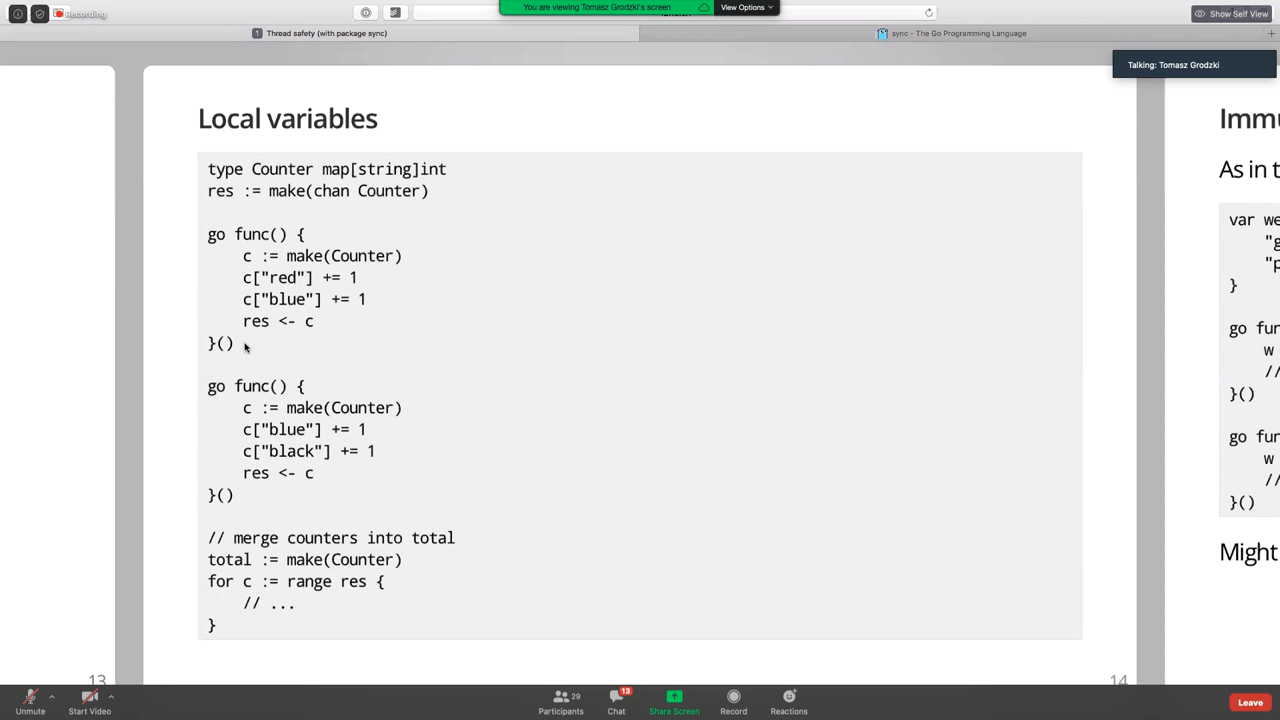 Recording
You are viewing Tomasz Grodzki's screen
View Options
Show Self View
1 Thread safety (with package sync)
sync – The Go Programming Language
Talking: Tomasz Grodzki
Local variables
type Counter map[string]int
res := make(chan Counter)
go func() {
    c := make(Counter)
    c["red"] += 1
    c["blue"] += 1
    res <- c
}()
go func() {
    c := make(Counter)
    c["blue"] += 1
    c["black"] += 1
    res <- c
}()
// merge counters into total
total := make(Counter)
for c := range res {
    // ...
}
13
14
Immu
As in t
var we
"g
"p
}
go fun
w
//
}()
go fun
w
//
}()
Might
Unmute
Start Video
Participants
29
Chat
13
Share Screen
Record
Reactions
Leave